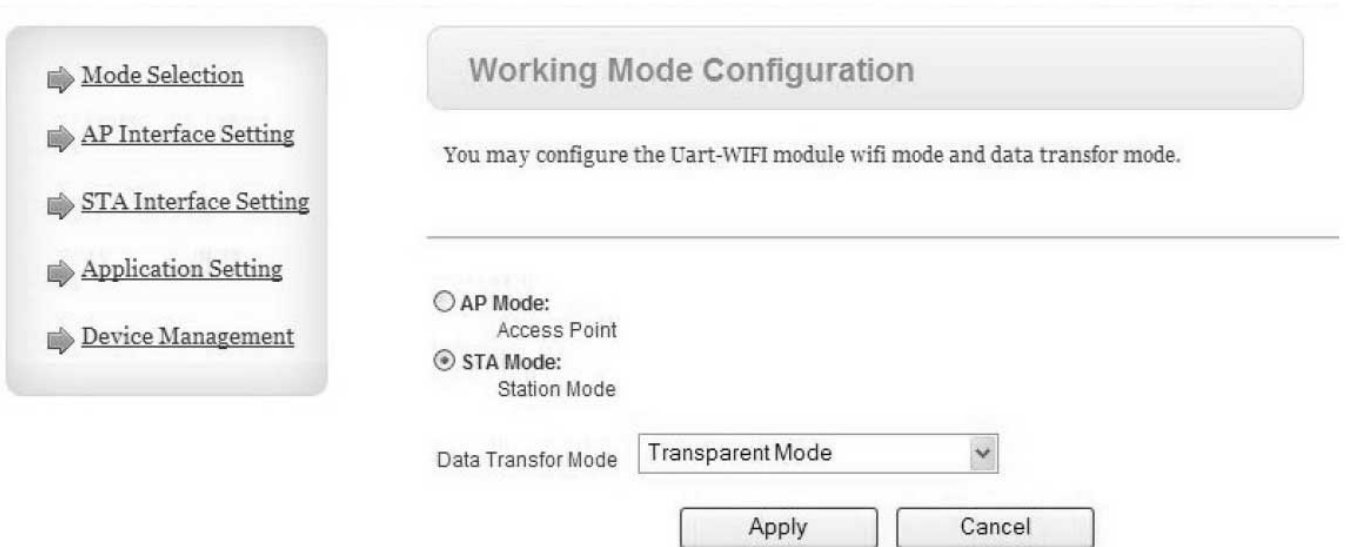 Mode Selection
AP Interface Setting
STA Interface Setting
Application Setting
Device Management
Working Mode Configuration
You may configure the Uart-WIFI module wifi mode and data transfor mode.
AP Mode:
Access Point
STA Mode:
Station Mode
Data Transfor Mode Transparent Mode
Apply Cancel